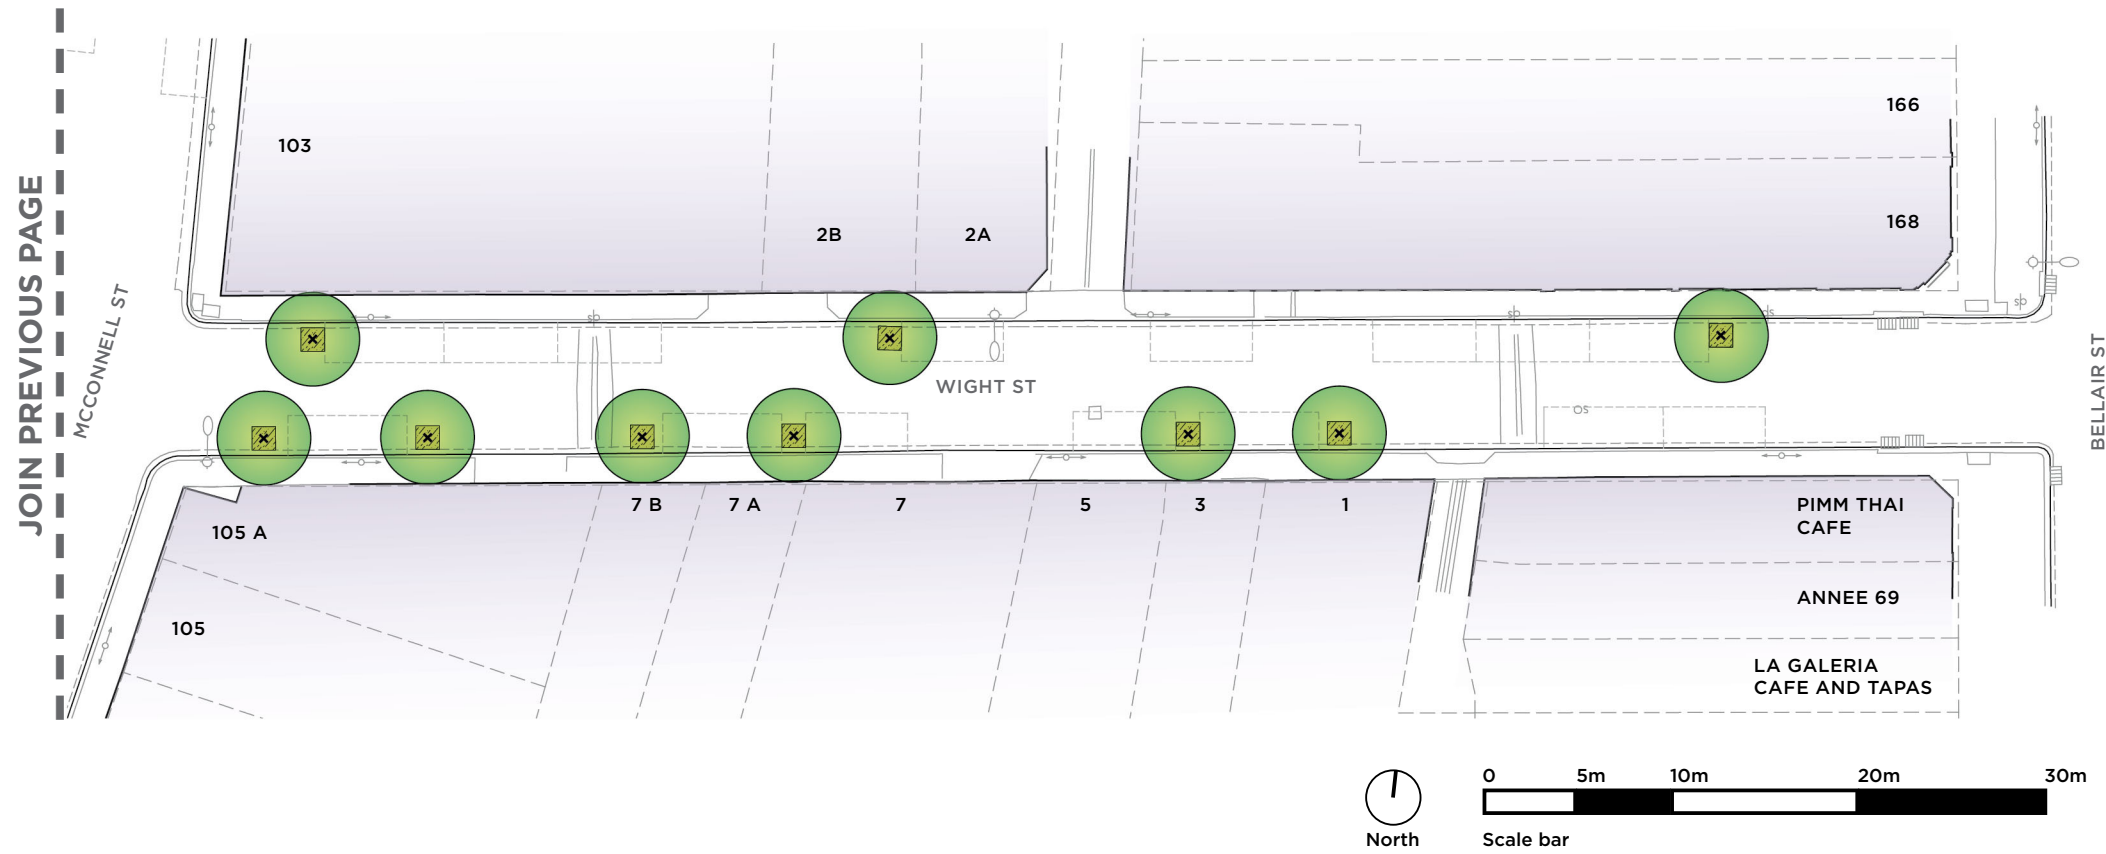 JOIN PREVIOUS PAGE
MCCONNELL ST
103
2B
2A
166
168
WIGHT ST
BELLAIR ST
105 A
105
7 B
7 A
7
5
3
1
PIMM THAI
CAFE
ANNEE 69
LA GALERIA
CAFE AND TAPAS
0
5m
10m
20m
30m
North
Scale bar